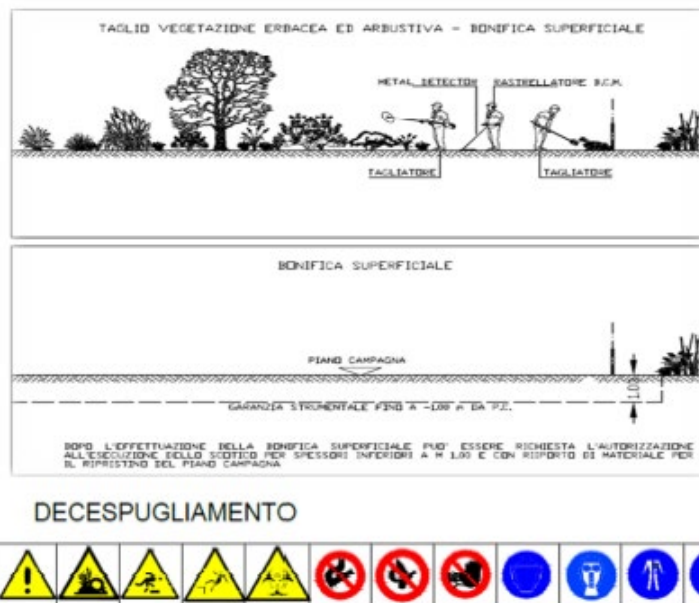 TAGLIO VEGETAZIONE ERBACEA ED ARBUSTIVA - BONIFICA SUPERFICIALE
METAL DETECTOR RASTRELLATORE B.C.M.
TAGLIATORE TAGLIATORE
BONIFICA SUPERFICIALE
PIANO CAMPAGNA
1.00
GARANZIA STRUMENTALE FINO A -1.00 m DA P.C.
DOPO L'EFFETTUAZIONE DELLA BONIFICA SUPERFICIALE PUO' ESSERE RICHIESTA L'AUTORIZZAZIONE
ALL'ESECUZIONE DELLO SCOTICO PER SPESSORI INFERIORI A M 1.00 E CON RIPORTO DI MATERIALE PER
IL RIPRISTINO DEL PIANO CAMPAGNA
DECESPUGLIAMENTO